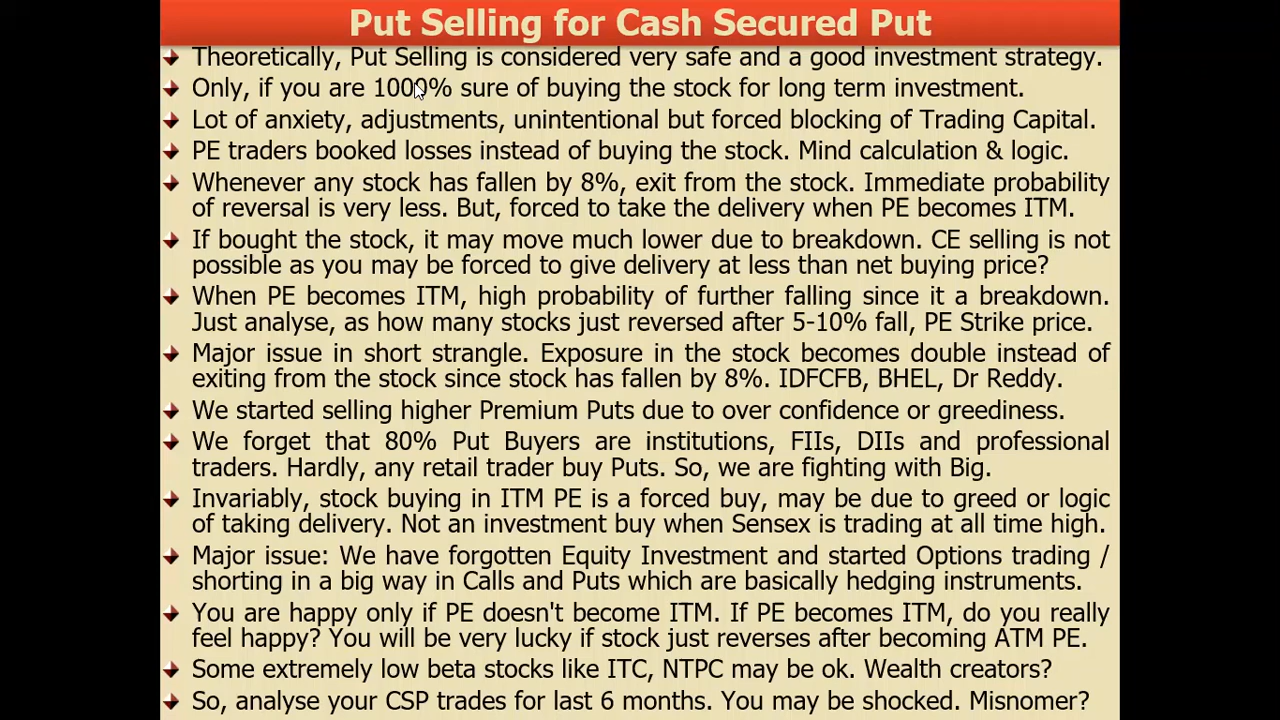 Put Selling for Cash Secured Put
Theoretically, Put Selling is considered very safe and a good investment strategy.
Only, if you are 1000% sure of buying the stock for long term investment.
Lot of anxiety, adjustments, unintentional but forced blocking of Trading Capital.
PE traders booked losses instead of buying the stock. Mind calculation & logic.
Whenever any stock has fallen by 8%, exit from the stock. Immediate probability
of reversal is very less. But, forced to take the delivery when PE becomes ITM.
If bought the stock, it may move much lower due to breakdown. CE selling is not
possible as you may be forced to give delivery at less than net buying price?
When PE becomes ITM, high probability of further falling since it a breakdown.
Just analyse, as how many stocks just reversed after 5-10% fall, PE Strike price.
Major issue in short strangle. Exposure in the stock becomes double instead of
exiting from the stock since stock has fallen by 8%. IDFCFB, BHEL, Dr Reddy.
We started selling higher Premium Puts due to over confidence or greediness.
We forget that 80% Put Buyers are institutions, FIIs, DIIs and professional
traders. Hardly, any retail trader buy Puts. So, we are fighting with Big.
Invariably, stock buying in ITM PE is a forced buy, may be due to greed or logic
of taking delivery. Not an investment buy when Sensex is trading at all time high.
Major issue: We have forgotten Equity Investment and started Options trading /
shorting in a big way in Calls and Puts which are basically hedging instruments.
You are happy only if PE doesn't become ITM. If PE becomes ITM, do you really
feel happy? You will be very lucky if stock just reverses after becoming ATM PE.
Some extremely low beta stocks like ITC, NTPC may be ok. Wealth creators?
So, analyse your CSP trades for last 6 months. You may be shocked. Misnomer?